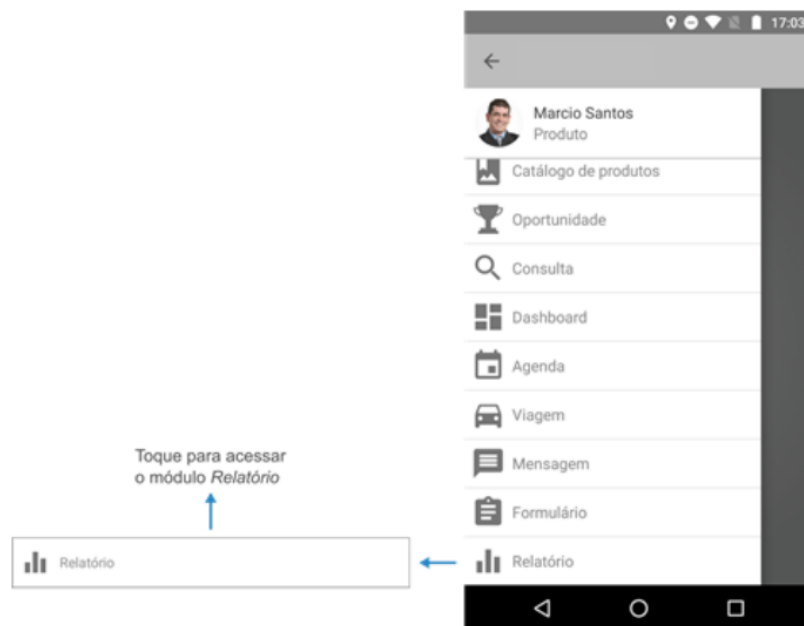 17:03
Marcio Santos
Produto
Catálogo de produtos
Oportunidade
Consulta
Dashboard
Agenda
Viagem
Mensagem
Formulário
Relatório
Toque para acessar
o módulo Relatório
Relatório